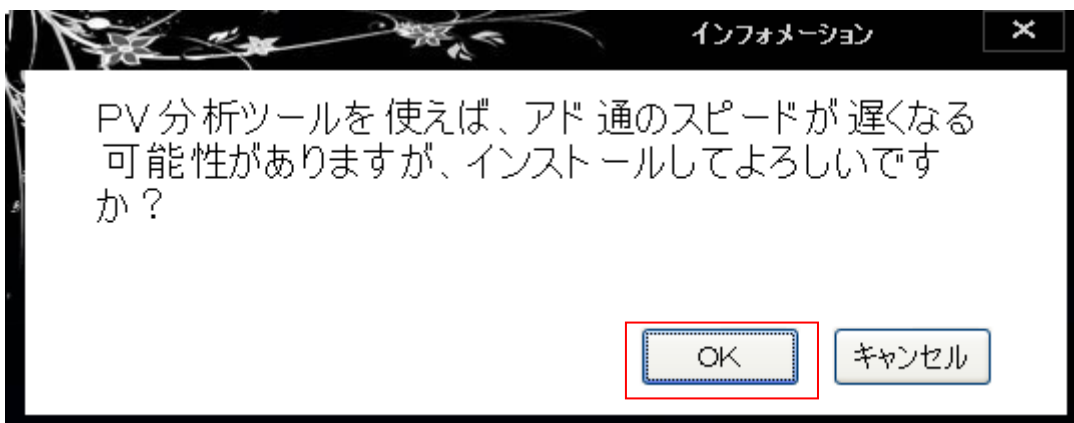 インフォメーション
PV分析ツールを使えば、アド通のスピードが遅くなる
可能性がありますが、インストールしてよろしいです
か？
OK
キャンセル